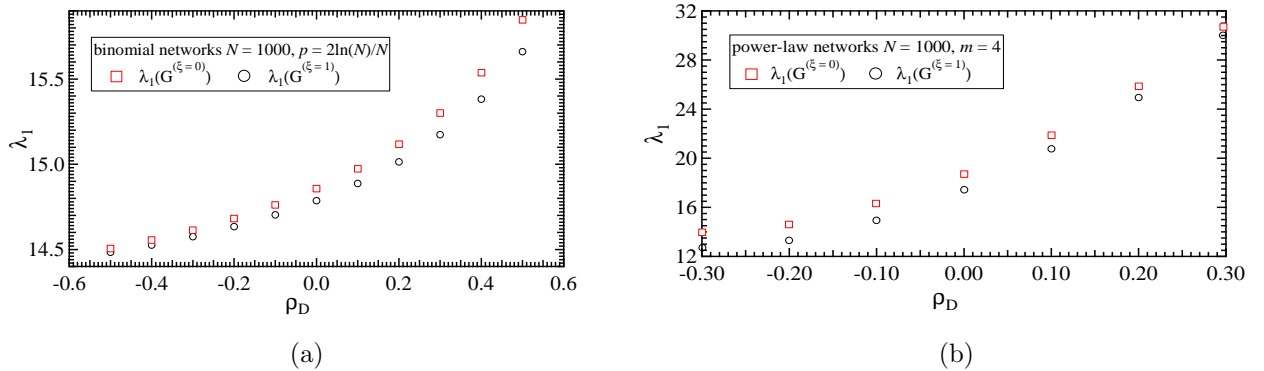 binomial networks N = 1000, p = 2ln(N)/N
λ₁(G^(ξ = 0)) λ₁(G^(ξ = 1))
λ₁
15.5
15.0
14.5
-0.6 -0.4 -0.2 0.0 0.2 0.4 0.6
ρ_D
(a)
power-law networks N = 1000, m = 4
λ₁(G^(ξ = 0)) λ₁(G^(ξ = 1))
λ₁
32
28
24
20
16
12
-0.30 -0.20 -0.10 0.00 0.10 0.20 0.30
ρ_D
(b)